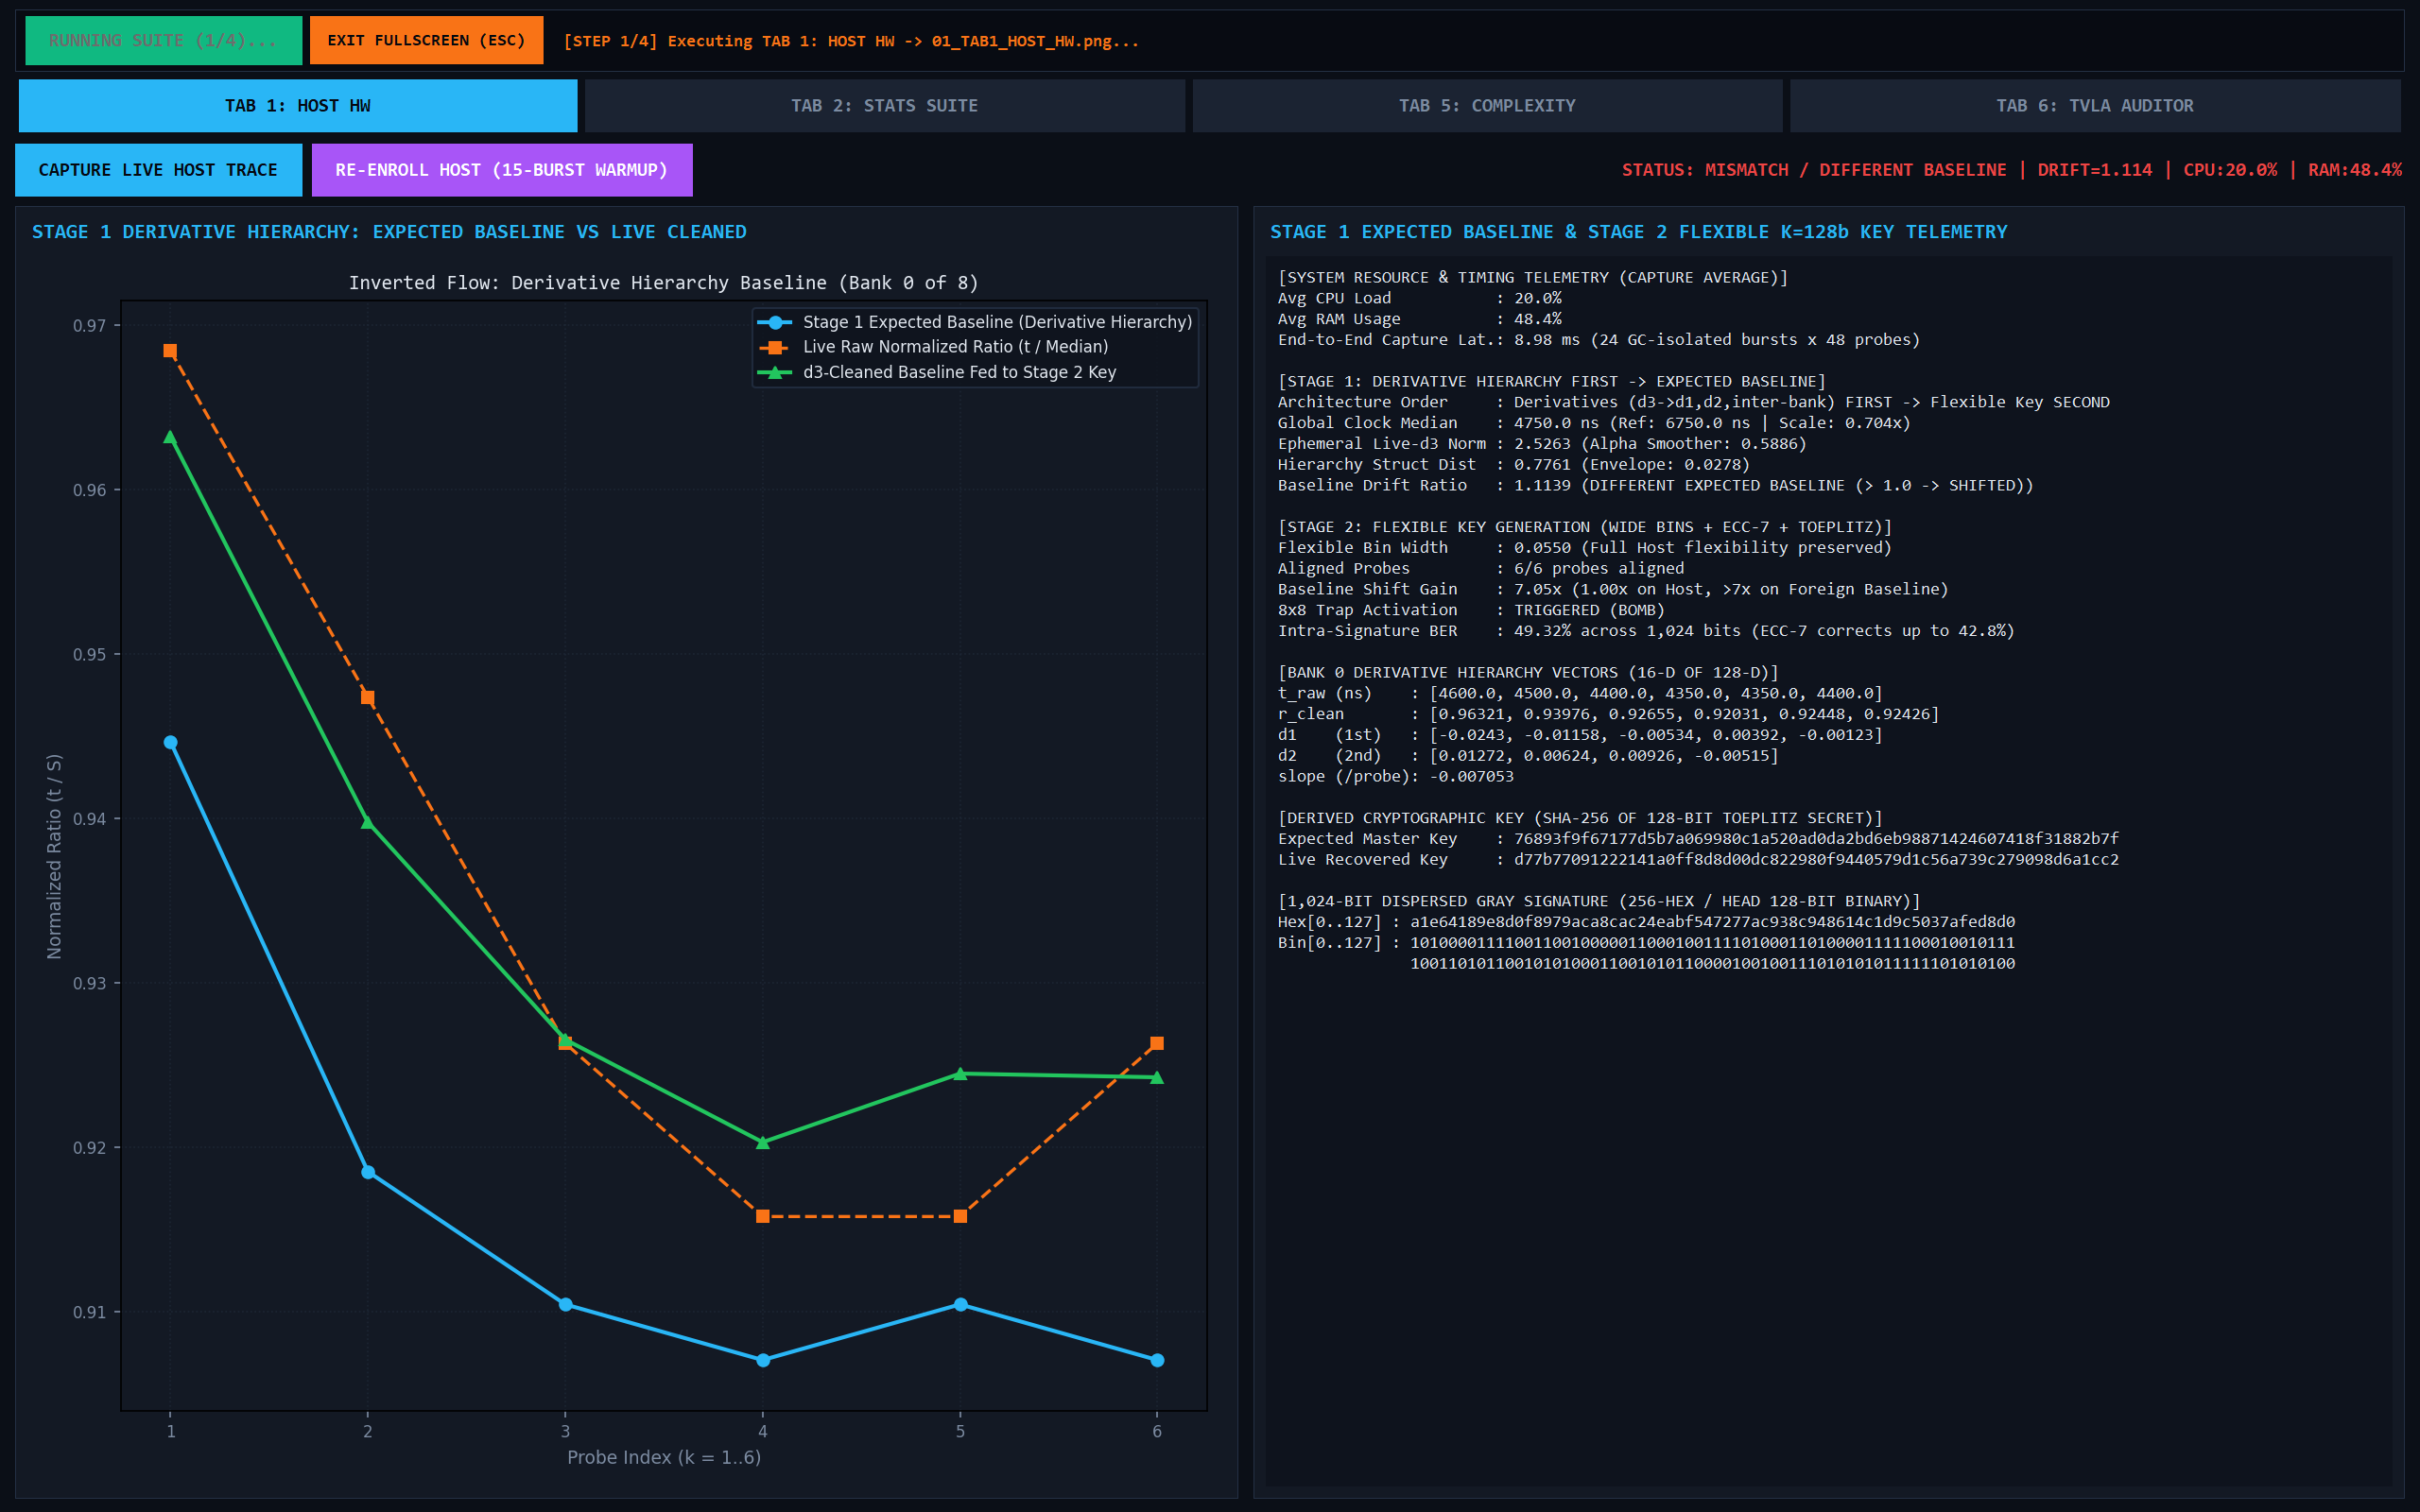 RUNNING SUITE (1/4)...
EXIT FULLSCREEN (ESC)
[STEP 1/4] Executing TAB 1: HOST HW -> 01_TAB1_HOST_HW.png...
TAB 1: HOST HW
TAB 2: STATS SUITE
TAB 5: COMPLEXITY
TAB 6: TVLA AUDITOR
CAPTURE LIVE HOST TRACE
RE-ENROLL HOST (15-BURST WARMUP)
STATUS: MISMATCH / DIFFERENT BASELINE | DRIFT=1.114 | CPU:20.0% | RAM:48.4%
STAGE 1 DERIVATIVE HIERARCHY: EXPECTED BASELINE VS LIVE CLEANED
Inverted Flow: Derivative Hierarchy Baseline (Bank 0 of 8)
Stage 1 Expected Baseline (Derivative Hierarchy)
Live Raw Normalized Ratio (t / Median)
d3-Cleaned Baseline Fed to Stage 2 Key
Normalized Ratio (t / S)
0.97
0.96
0.95
0.94
0.93
0.92
0.91
1
2
3
4
5
6
Probe Index (k = 1..6)
STAGE 1 EXPECTED BASELINE & STAGE 2 FLEXIBLE K=128b KEY TELEMETRY
[SYSTEM RESOURCE & TIMING TELEMETRY (CAPTURE AVERAGE)]
Avg CPU Load : 20.0%
Avg RAM Usage : 48.4%
End-to-End Capture Lat.: 8.98 ms (24 GC-isolated bursts x 48 probes)
[STAGE 1: DERIVATIVE HIERARCHY FIRST -> EXPECTED BASELINE]
Architecture Order : Derivatives (d3->d1,d2,inter-bank) FIRST -> Flexible Key SECOND
Global Clock Median : 4750.0 ns (Ref: 6750.0 ns | Scale: 0.704x)
Ephemeral Live-d3 Norm : 2.5263 (Alpha Smoother: 0.5886)
Hierarchy Struct Dist : 0.7761 (Envelope: 0.0278)
Baseline Drift Ratio : 1.1139 (DIFFERENT EXPECTED BASELINE (> 1.0 -> SHIFTED))
[STAGE 2: FLEXIBLE KEY GENERATION (WIDE BINS + ECC-7 + TOEPLITZ)]
Flexible Bin Width : 0.0550 (Full Host flexibility preserved)
Aligned Probes : 6/6 probes aligned
Baseline Shift Gain : 7.05x (1.00x on Host, >7x on Foreign Baseline)
8x8 Trap Activation : TRIGGERED (BOMB)
Intra-Signature BER : 49.32% across 1,024 bits (ECC-7 corrects up to 42.8%)
[BANK 0 DERIVATIVE HIERARCHY VECTORS (16-D OF 128-D)]
t_raw (ns) : [4600.0, 4500.0, 4400.0, 4350.0, 4350.0, 4400.0]
r_clean : [0.96321, 0.93976, 0.92655, 0.92031, 0.92448, 0.92426]
d1 (1st) : [-0.0243, -0.01158, -0.00534, 0.00392, -0.00123]
d2 (2nd) : [0.01272, 0.00624, 0.00926, -0.00515]
slope (/probe): -0.007053
[DERIVED CRYPTOGRAPHIC KEY (SHA-256 OF 128-BIT TOEPLITZ SECRET)]
Expected Master Key : 76893f9f67177d5b7a069980c1a520ad0da2bd6eb98871424607418f31882b7f
Live Recovered Key : d77b77091222141a0ff8d8d00dc822980f9440579d1c56a739c279098d6a1cc2
[1,024-BIT DISPERSED GRAY SIGNATURE (256-HEX / HEAD 128-BIT BINARY)]
Hex[0..127] : a1e64189e8d0f8979aca8cac24eabf547277ac938c948614c1d9c5037afed8d0
Bin[0..127] : 1010000111100110010000011000100111101000110100001111100010010111
1001101011001010100011001010110000100100111010101011111101010100